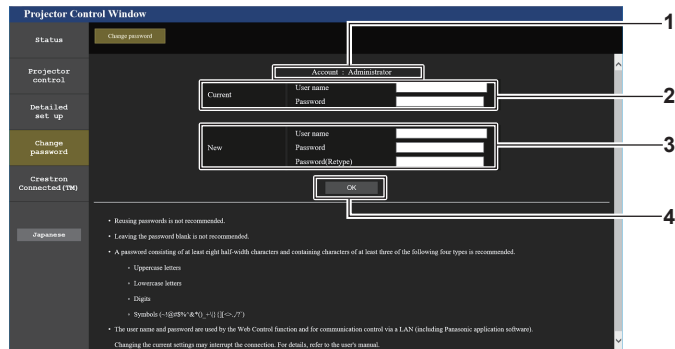 Projector Control Window
1
Status
Change password
Account : Administrator
Projector
control
Current
User name
Password
2
Detailed
set up
Change
password
New
User name
Password
Password(Retype)
3
Crestron
Connected(TM)
OK
4
Japanese
• Reusing passwords is not recommended.
• Leaving the password blank is not recommended.
• A password consisting of at least eight half-width characters and containing characters of at least three of the following four types is recommended.
◦ Uppercase letters
◦ Lowercase letters
◦ Digits
◦ Symbols (~!@#$%^&*()_+\{}|[]<>.,/?`)
• The user name and password are used by the Web Control function and for communication control via a LAN (including Panasonic application software).
Changing the current settings may interrupt the connection. For details, refer to the user's manual.